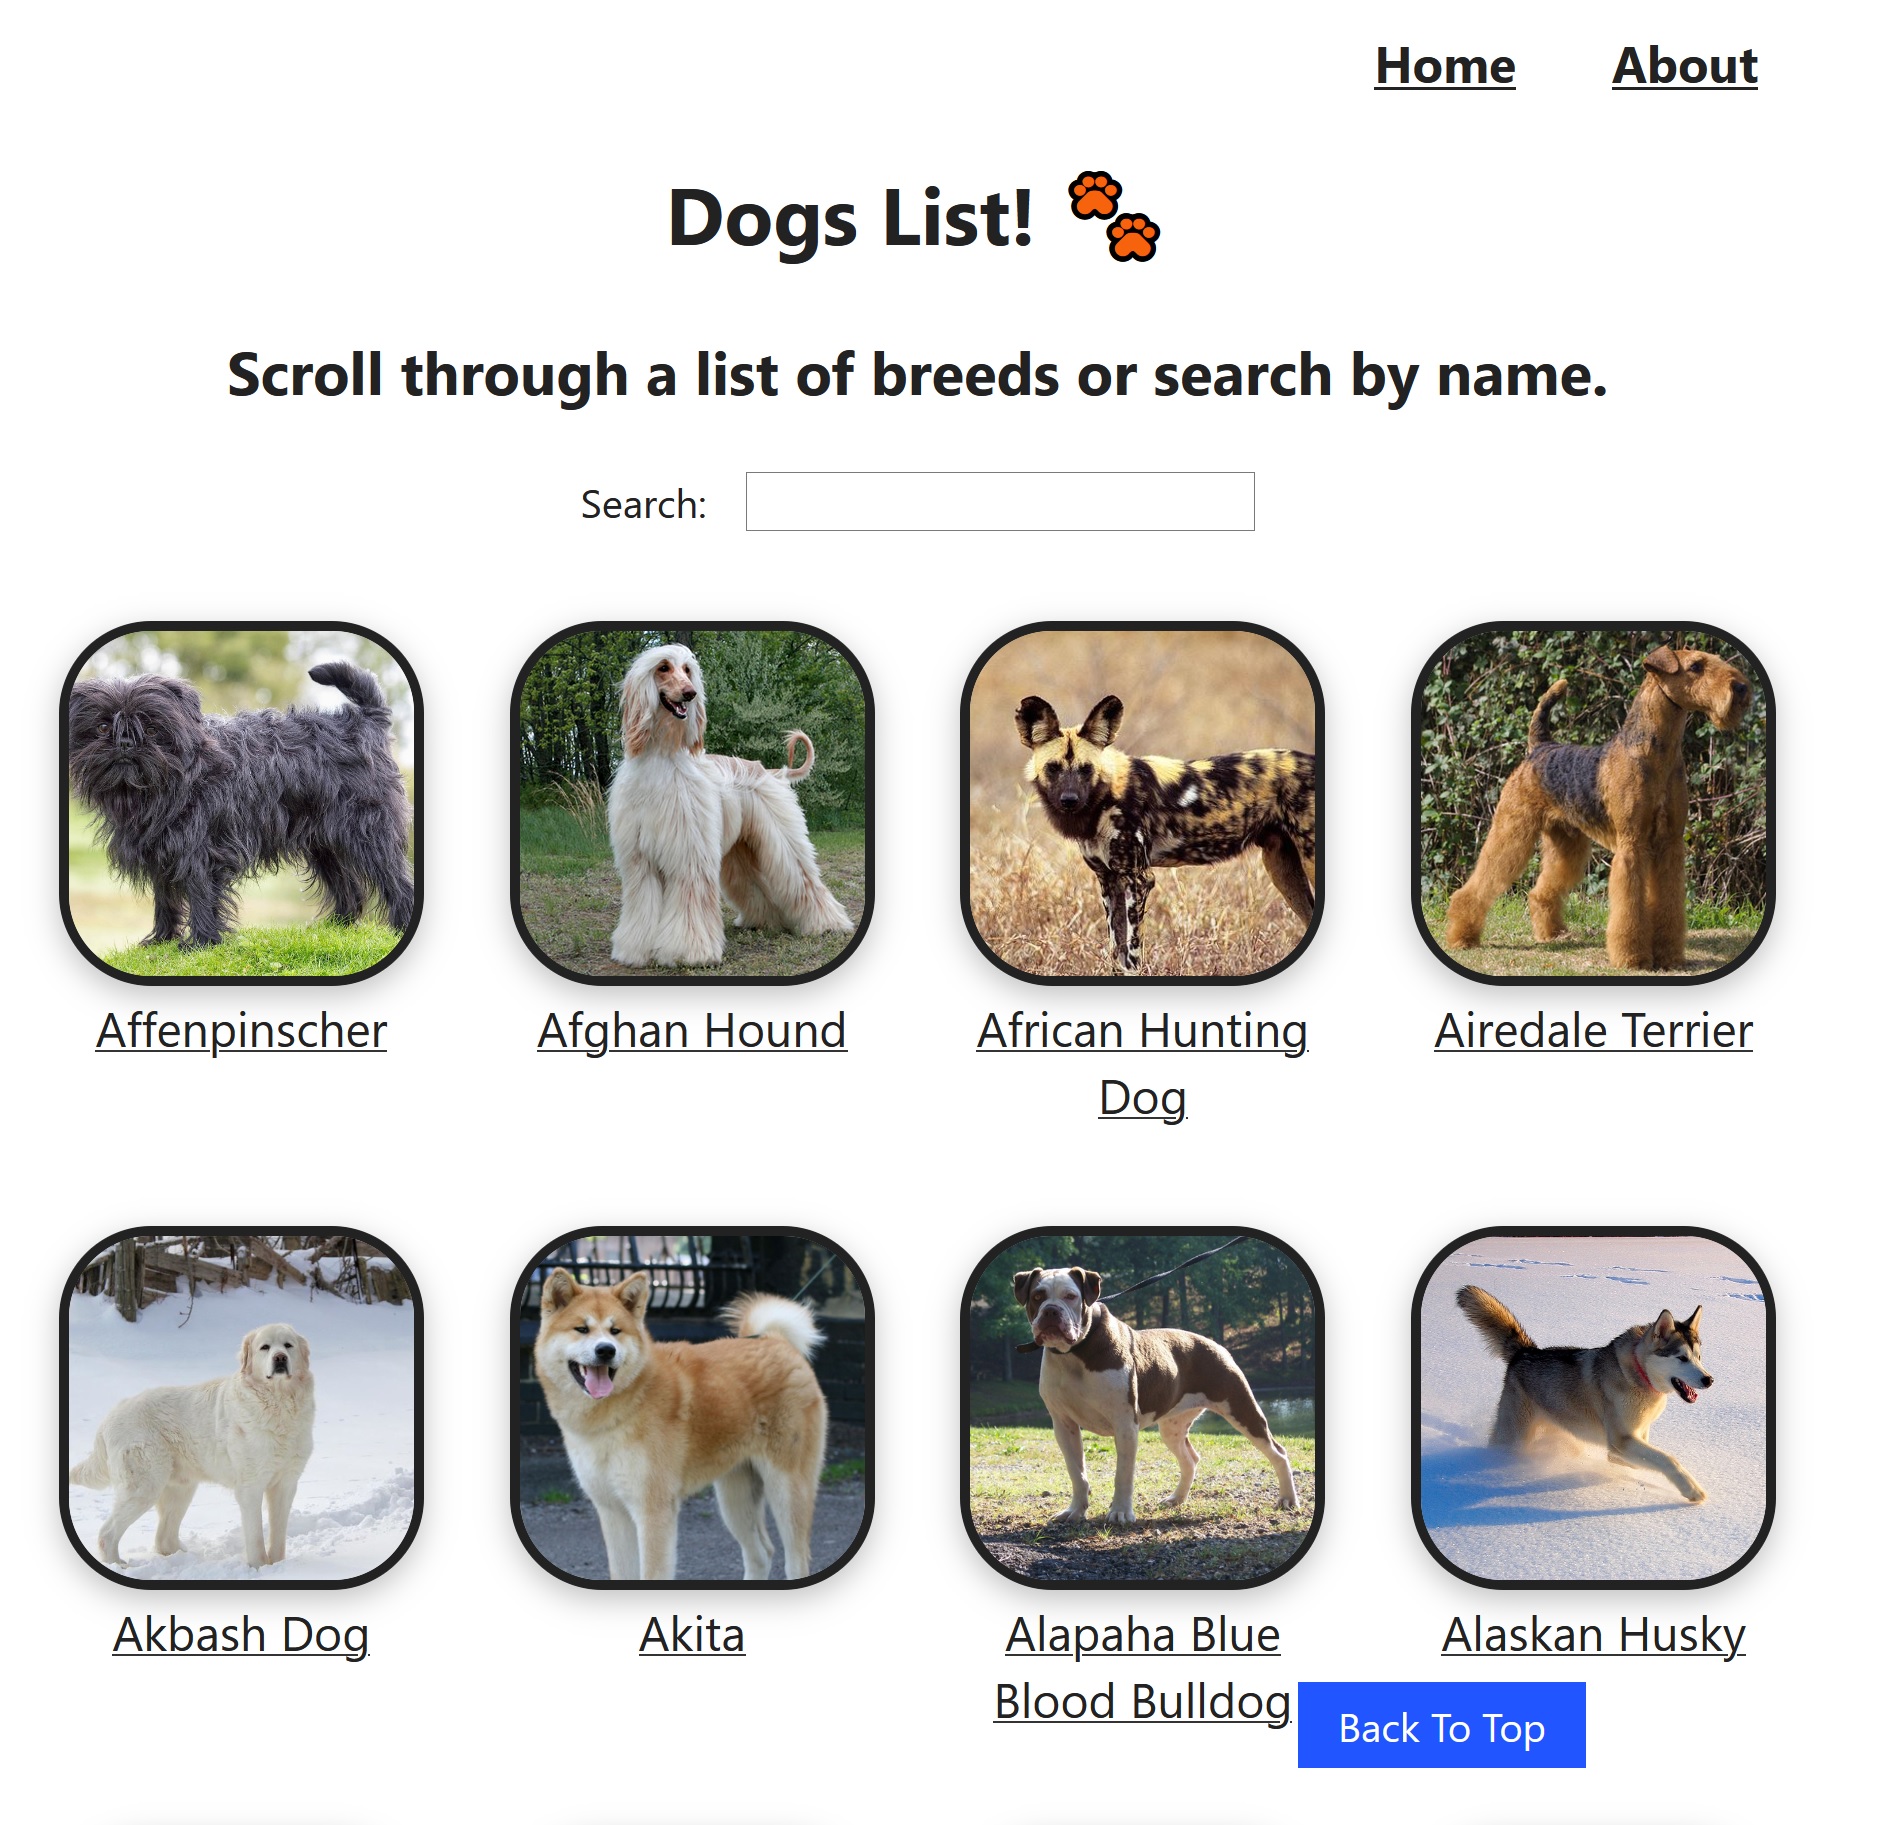 Home About
Dogs List!
Scroll through a list of breeds or search by name.
Search:
Affenpinscher
Afghan Hound
African Hunting
Dog
Airedale Terrier
Akbash Dog
Akita
Alapaha Blue
Blood Bulldog
Alaskan Husky
Back To Top